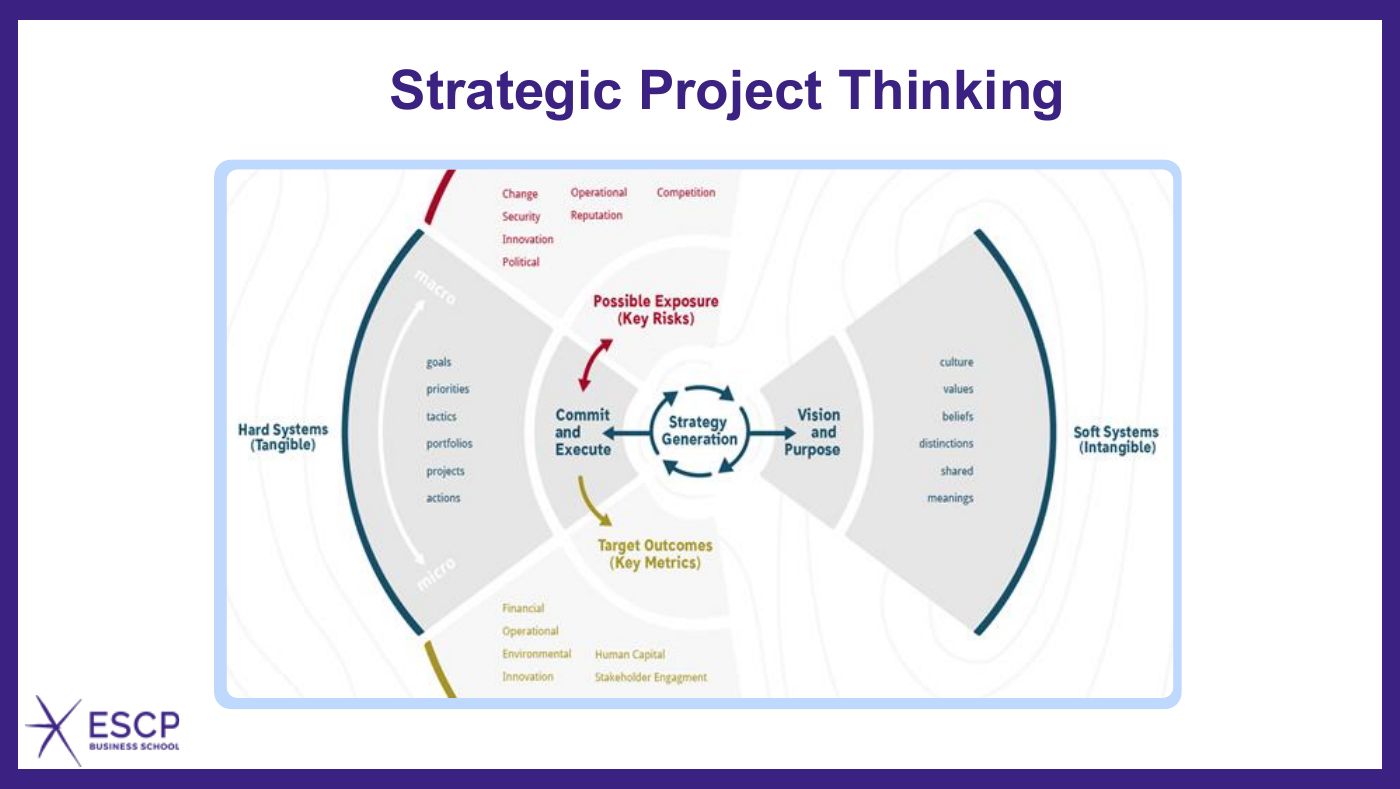 Strategic Project Thinking
Change Operational Competition
Security Reputation
Innovation
Political
macro
Possible Exposure
(Key Risks)
goals
priorities
tactics
portfolios
projects
actions
Hard Systems
(Tangible)
Commit
and
Execute
Strategy
Generation
Vision
and
Purpose
culture
values
beliefs
distinctions
shared
meanings
Soft Systems
(Intangible)
Target Outcomes
(Key Metrics)
micro
Financial
Operational
Environmental Human Capital
Innovation Stakeholder Engagment
ESCP
BUSINESS SCHOOL